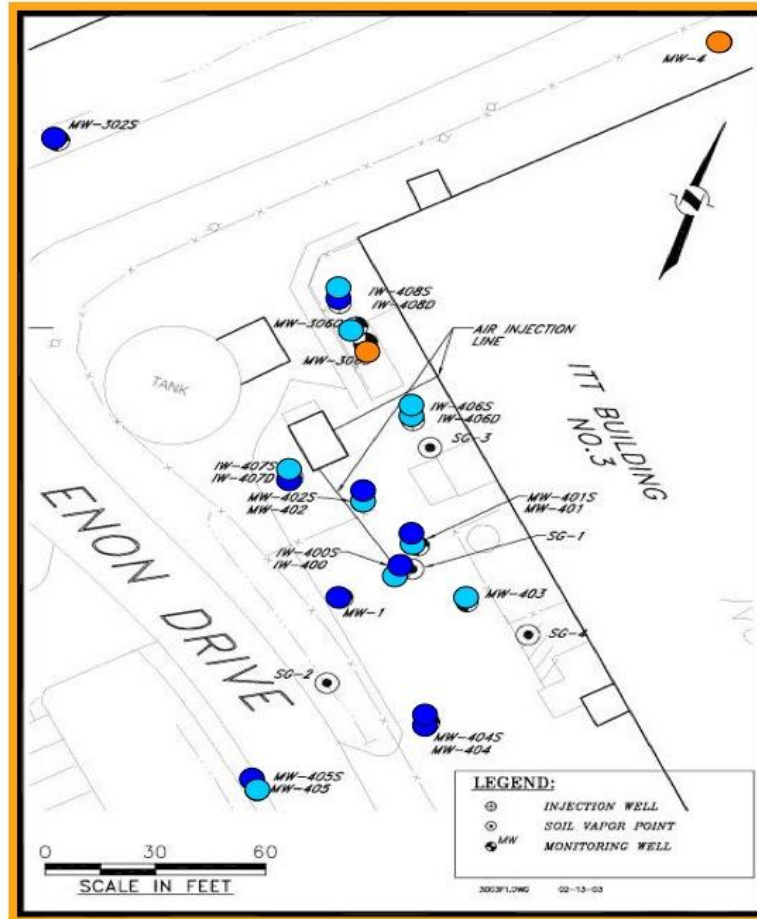 MW-4
MW-302S
IW-408S
IW-408D
MW-306
AIR INJECTION
LINE
MW-306
TANK
ITT BUILDING
NO.3
IW-406S
IW-406D
SG-3
IW-407S
IW-407D
MW-402S
MW-402
MW-401S
MW-401
SG-1
IW-400S
IW-400
ENON DRIVE
MW-1
MW-403
SG-4
SG-2
MW-404S
MW-404
MW-405S
MW-405
LEGEND:
INJECTION WELL
SOIL VAPOR POINT
MW MONITORING WELL
0 30 60
SCALE IN FEET
02-13-03